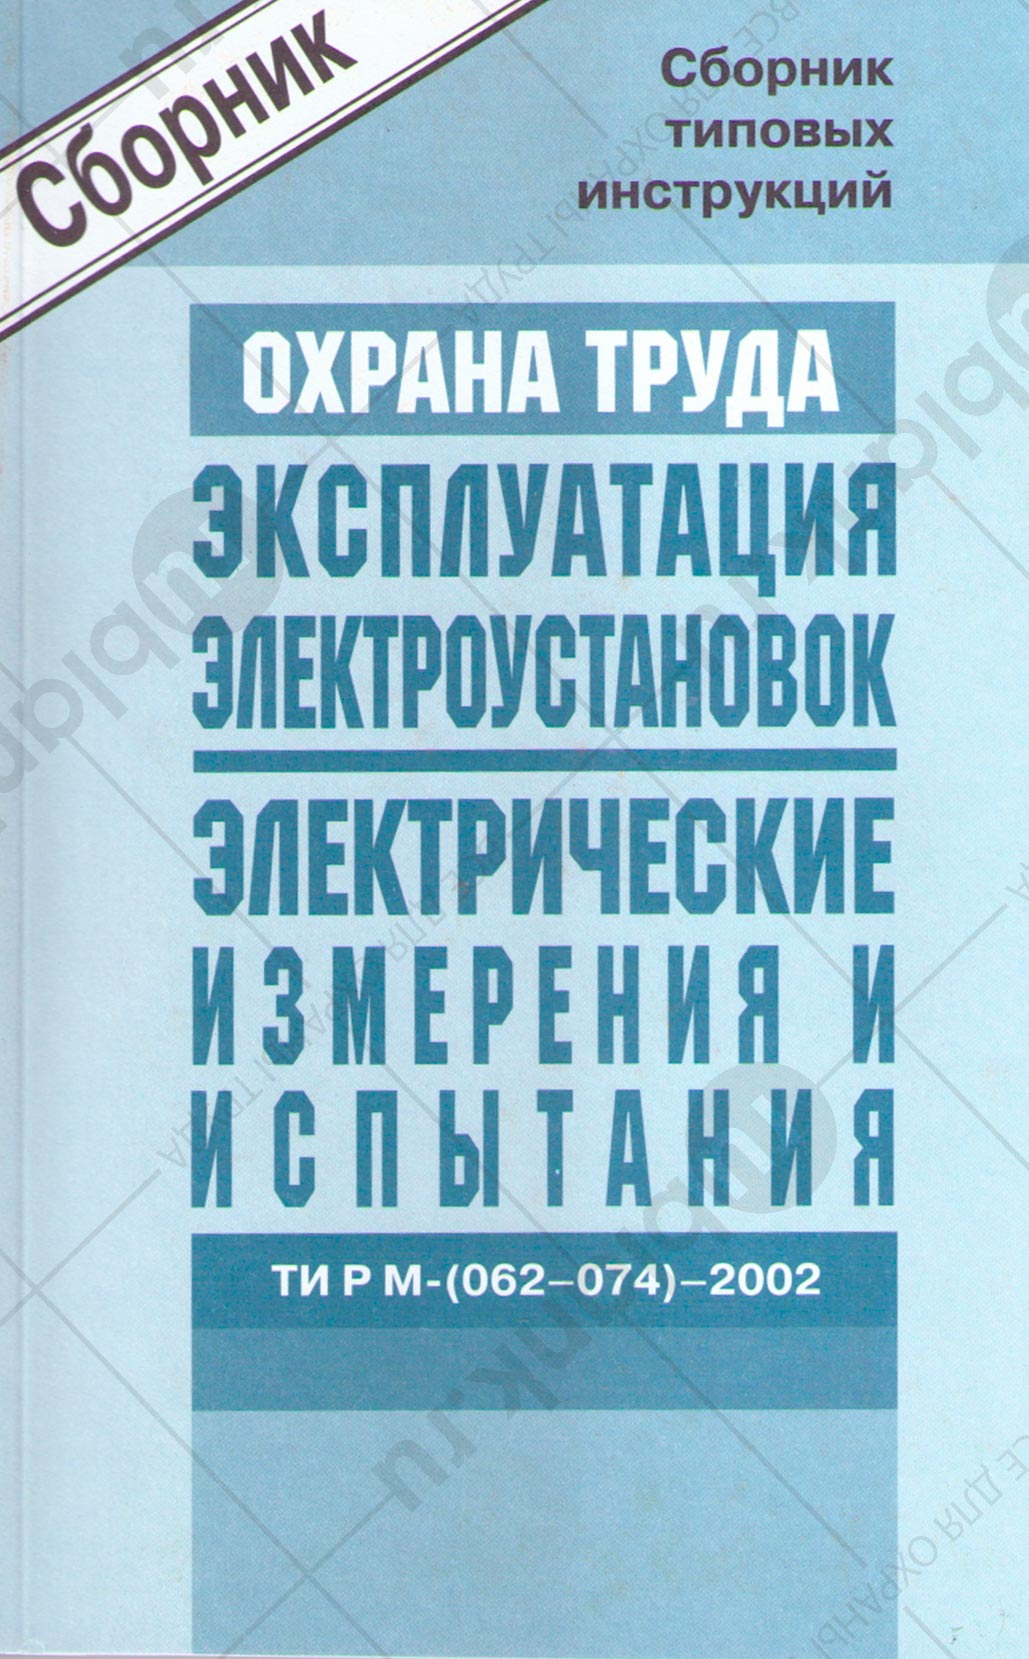 Сборник
Сборник
типовых
инструкций
ОХРАНА ТРУДА
ЭКСПЛУАТАЦИЯ
ЭЛЕКТРОУСТАНОВОК
ЭЛЕКТРИЧЕСКИЕ
ИЗМЕРЕНИЯ И
ИСПЫТАНИЯ
ТИ Р М-(062–074)–2002